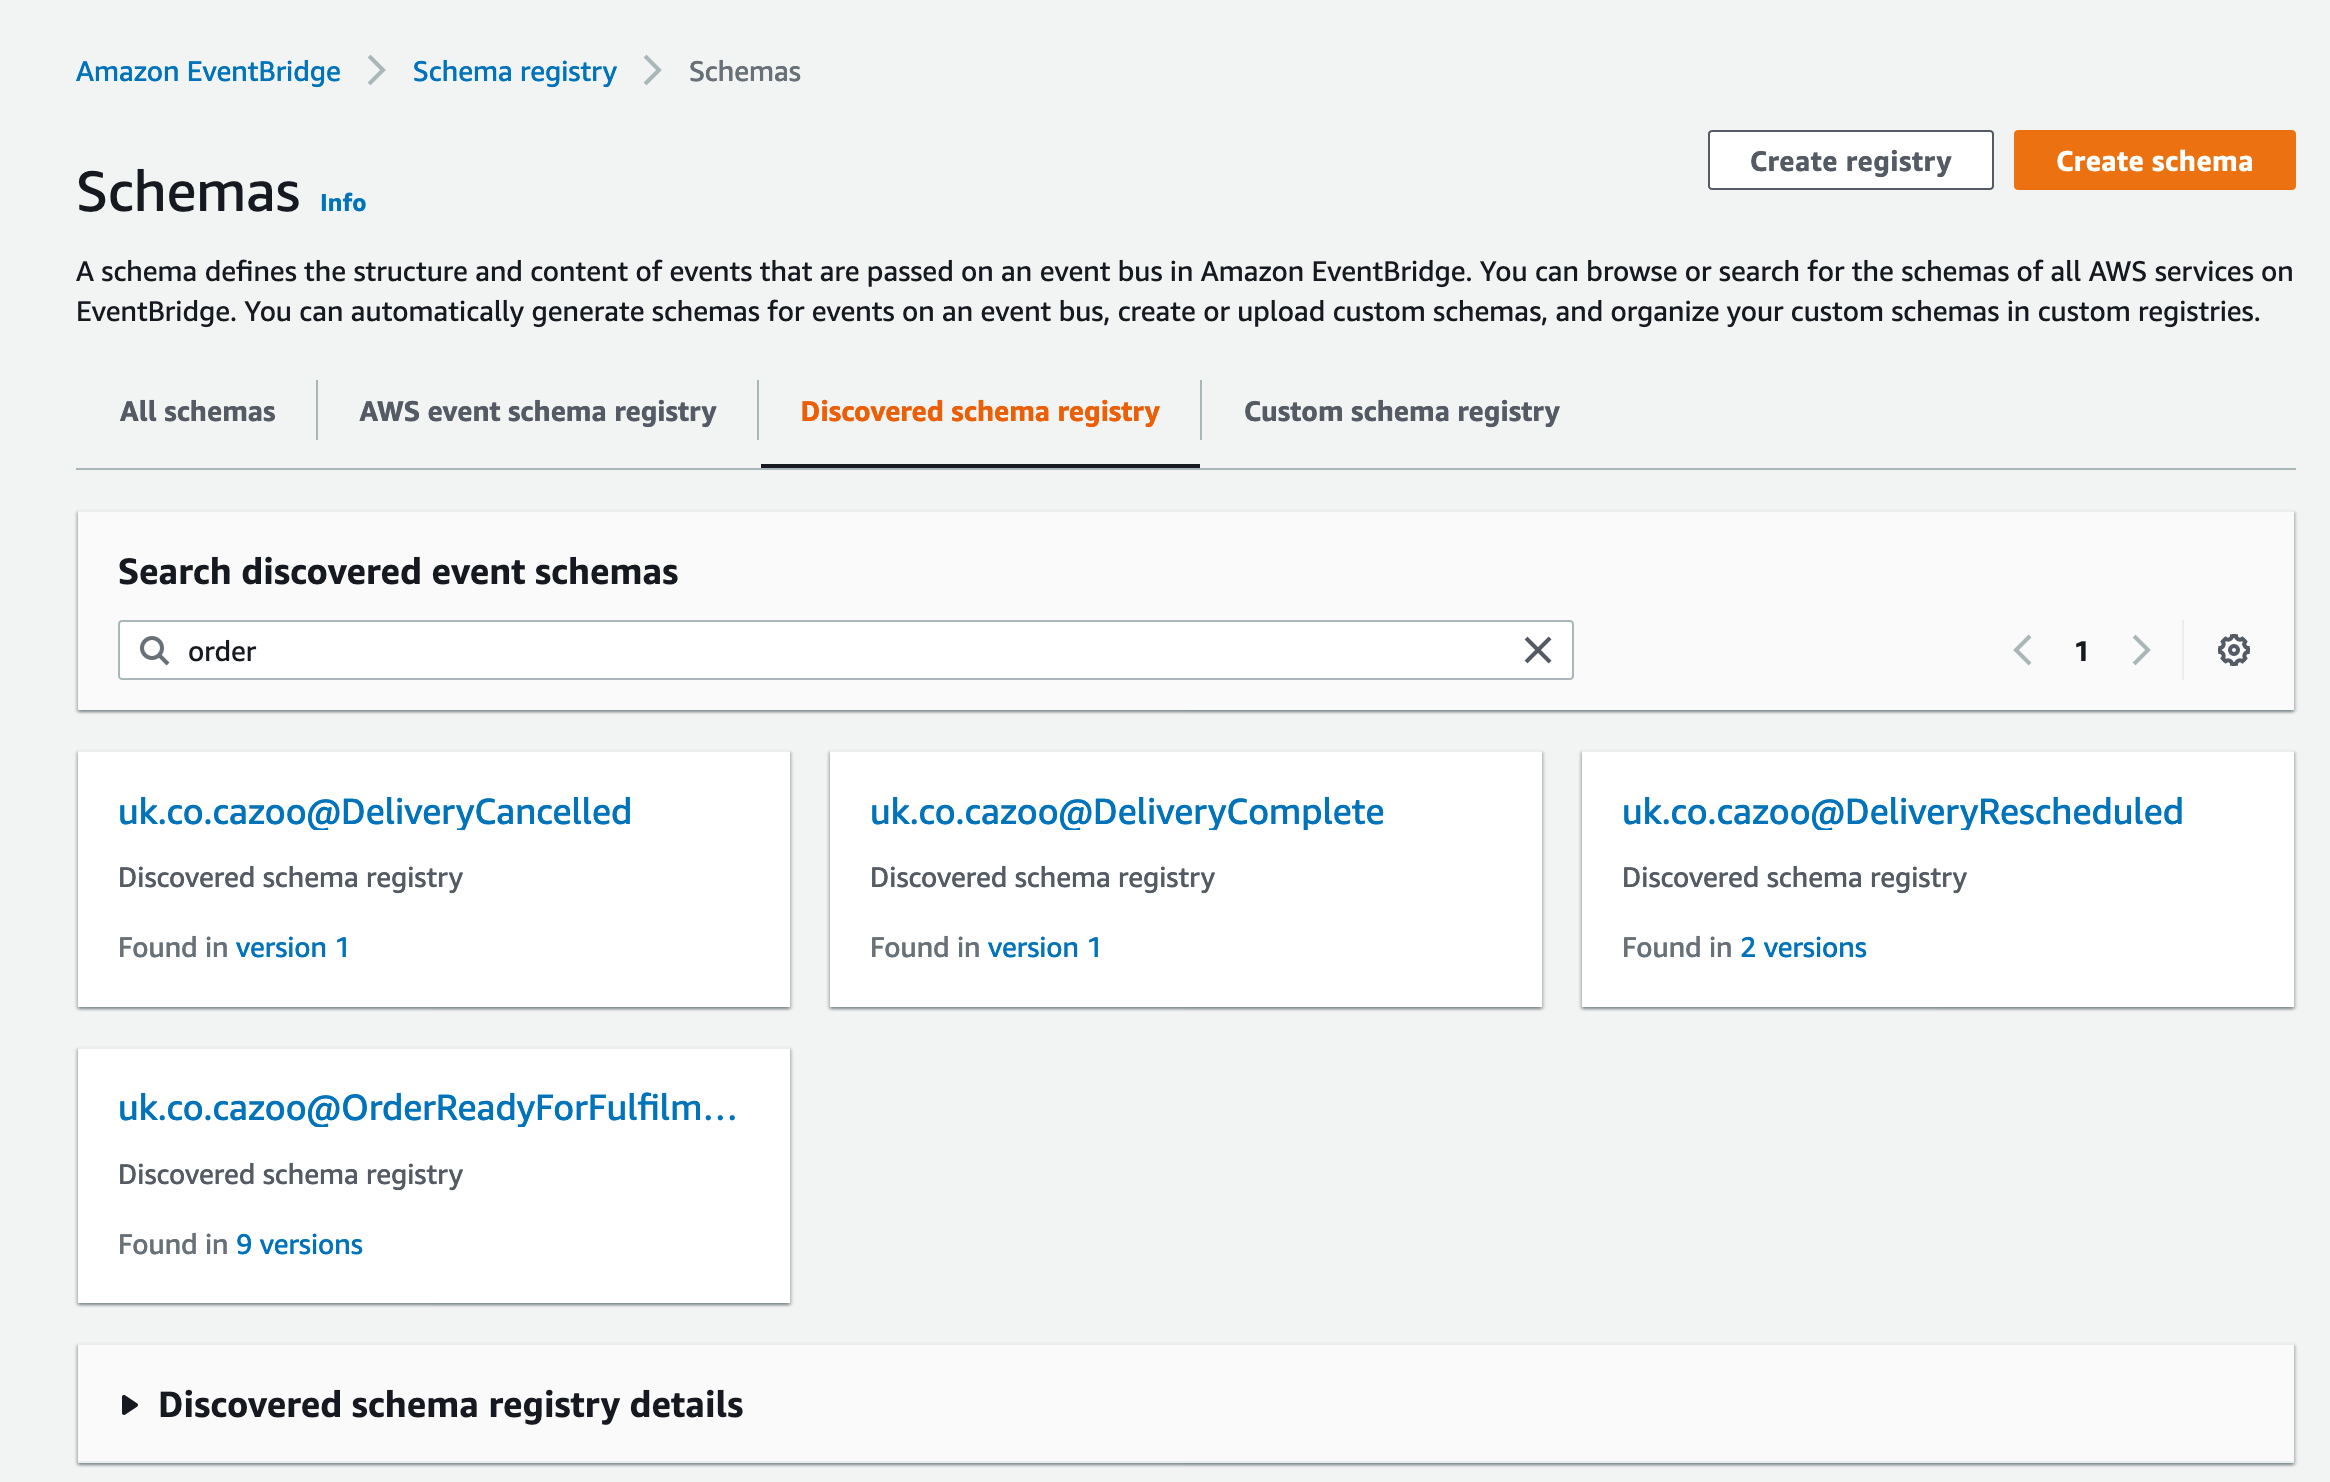 Amazon EventBridge > Schema registry > Schemas
Create registry
Create schema
Schemas Info
A schema defines the structure and content of events that are passed on an event bus in Amazon EventBridge. You can browse or search for the schemas of all AWS services on
EventBridge. You can automatically generate schemas for events on an event bus, create or upload custom schemas, and organize your custom schemas in custom registries.
All schemas
AWS event schema registry
Discovered schema registry
Custom schema registry
Search discovered event schemas
order
1
uk.co.cazoo@DeliveryCancelled
Discovered schema registry
Found in version 1
uk.co.cazoo@DeliveryComplete
Discovered schema registry
Found in version 1
uk.co.cazoo@DeliveryRescheduled
Discovered schema registry
Found in 2 versions
uk.co.cazoo@OrderReadyForFulfilm...
Discovered schema registry
Found in 9 versions
Discovered schema registry details